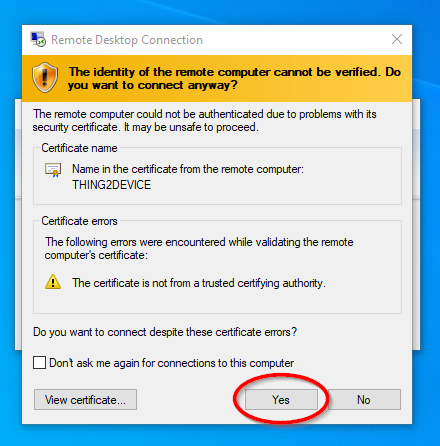 Remote Desktop Connection
The identity of the remote computer cannot be verified. Do
you want to connect anyway?
The remote computer could not be authenticated due to problems with its
security certificate. It may be unsafe to proceed.
Certificate name
Name in the certificate from the remote computer:
THING2DEVICE
Certificate errors
The following errors were encountered while validating the remote
computer's certificate:
The certificate is not from a trusted certifying authority.
Do you want to connect despite these certificate errors?
Don't ask me again for connections to this computer
View certificate...
Yes
No